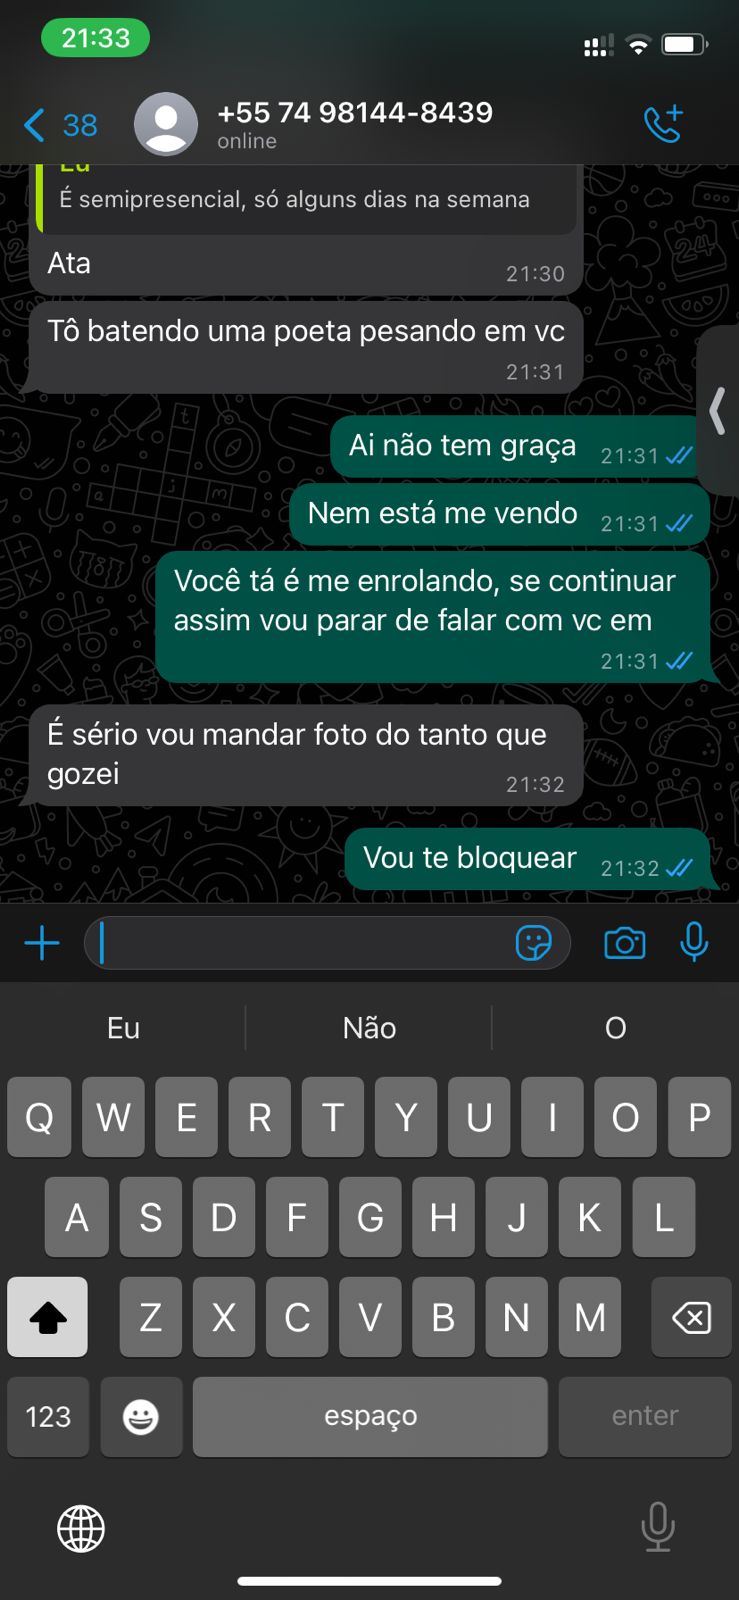 21:33
38
+55 74 98144-8439
online
Eu
É semipresencial, só alguns dias na semana
Ata
21:30
Tô batendo uma poeta pesando em vc
21:31
Ai não tem graça 21:31
Nem está me vendo 21:31
Você tá é me enrolando, se continuar
assim vou parar de falar com vc em
21:31
É sério vou mandar foto do tanto que
gozei
21:32
Vou te bloquear 21:32
Eu Não O
Q W E R T Y U I O P
A S D F G H J K L
Z X C V B N M
123 espaço enter